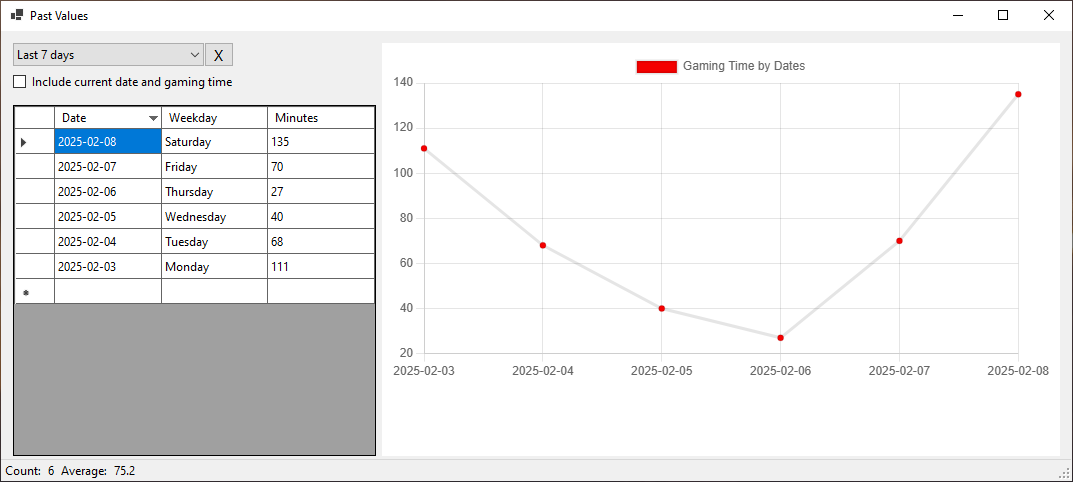 Past Values
Last 7 days X
Include current date and gaming time
Date Weekday Minutes
2025-02-08 Saturday 135
2025-02-07 Friday 70
2025-02-06 Thursday 27
2025-02-05 Wednesday 40
2025-02-04 Tuesday 68
2025-02-03 Monday 111
Gaming Time by Dates
140
120
100
80
60
40
20
2025-02-03 2025-02-04 2025-02-05 2025-02-06 2025-02-07 2025-02-08
Count: 6 Average: 75.2